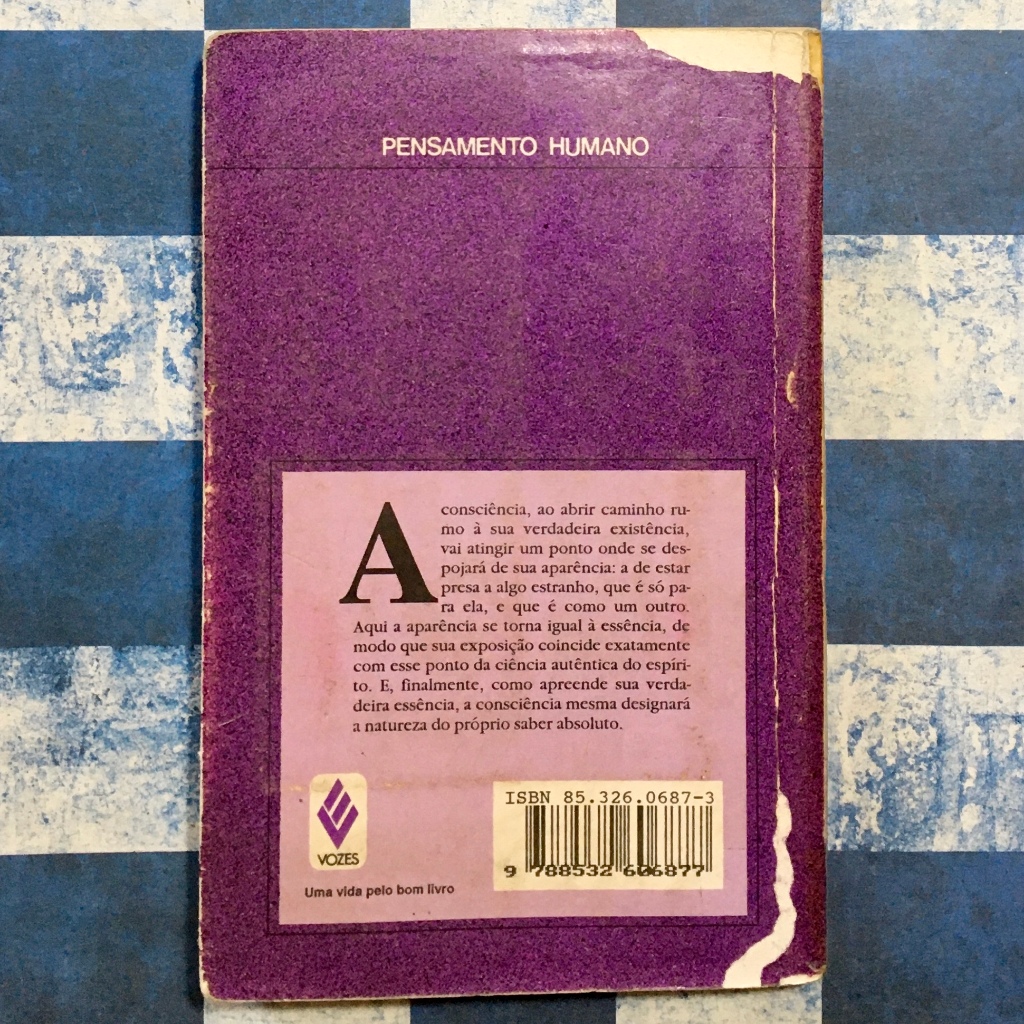 PENSAMENTO HUMANO
A consciência, ao abrir caminho ru-
mo à sua verdadeira existência,
vai atingir um ponto onde se des-
pojará de sua aparência: a de estar
presa a algo estranho, que é só pa-
ra ela, e que é como um outro.
Aqui a aparência se torna igual à essência, de
modo que sua exposição coincide exatamente
com esse ponto da ciência autêntica do espíri-
to. E, finalmente, como apreende sua verda-
deira essência, a consciência mesma designará
a natureza do próprio saber absoluto.
VOZES
Uma vida pelo bom livro
ISBN 85.326.0687-3
9 788532 606877